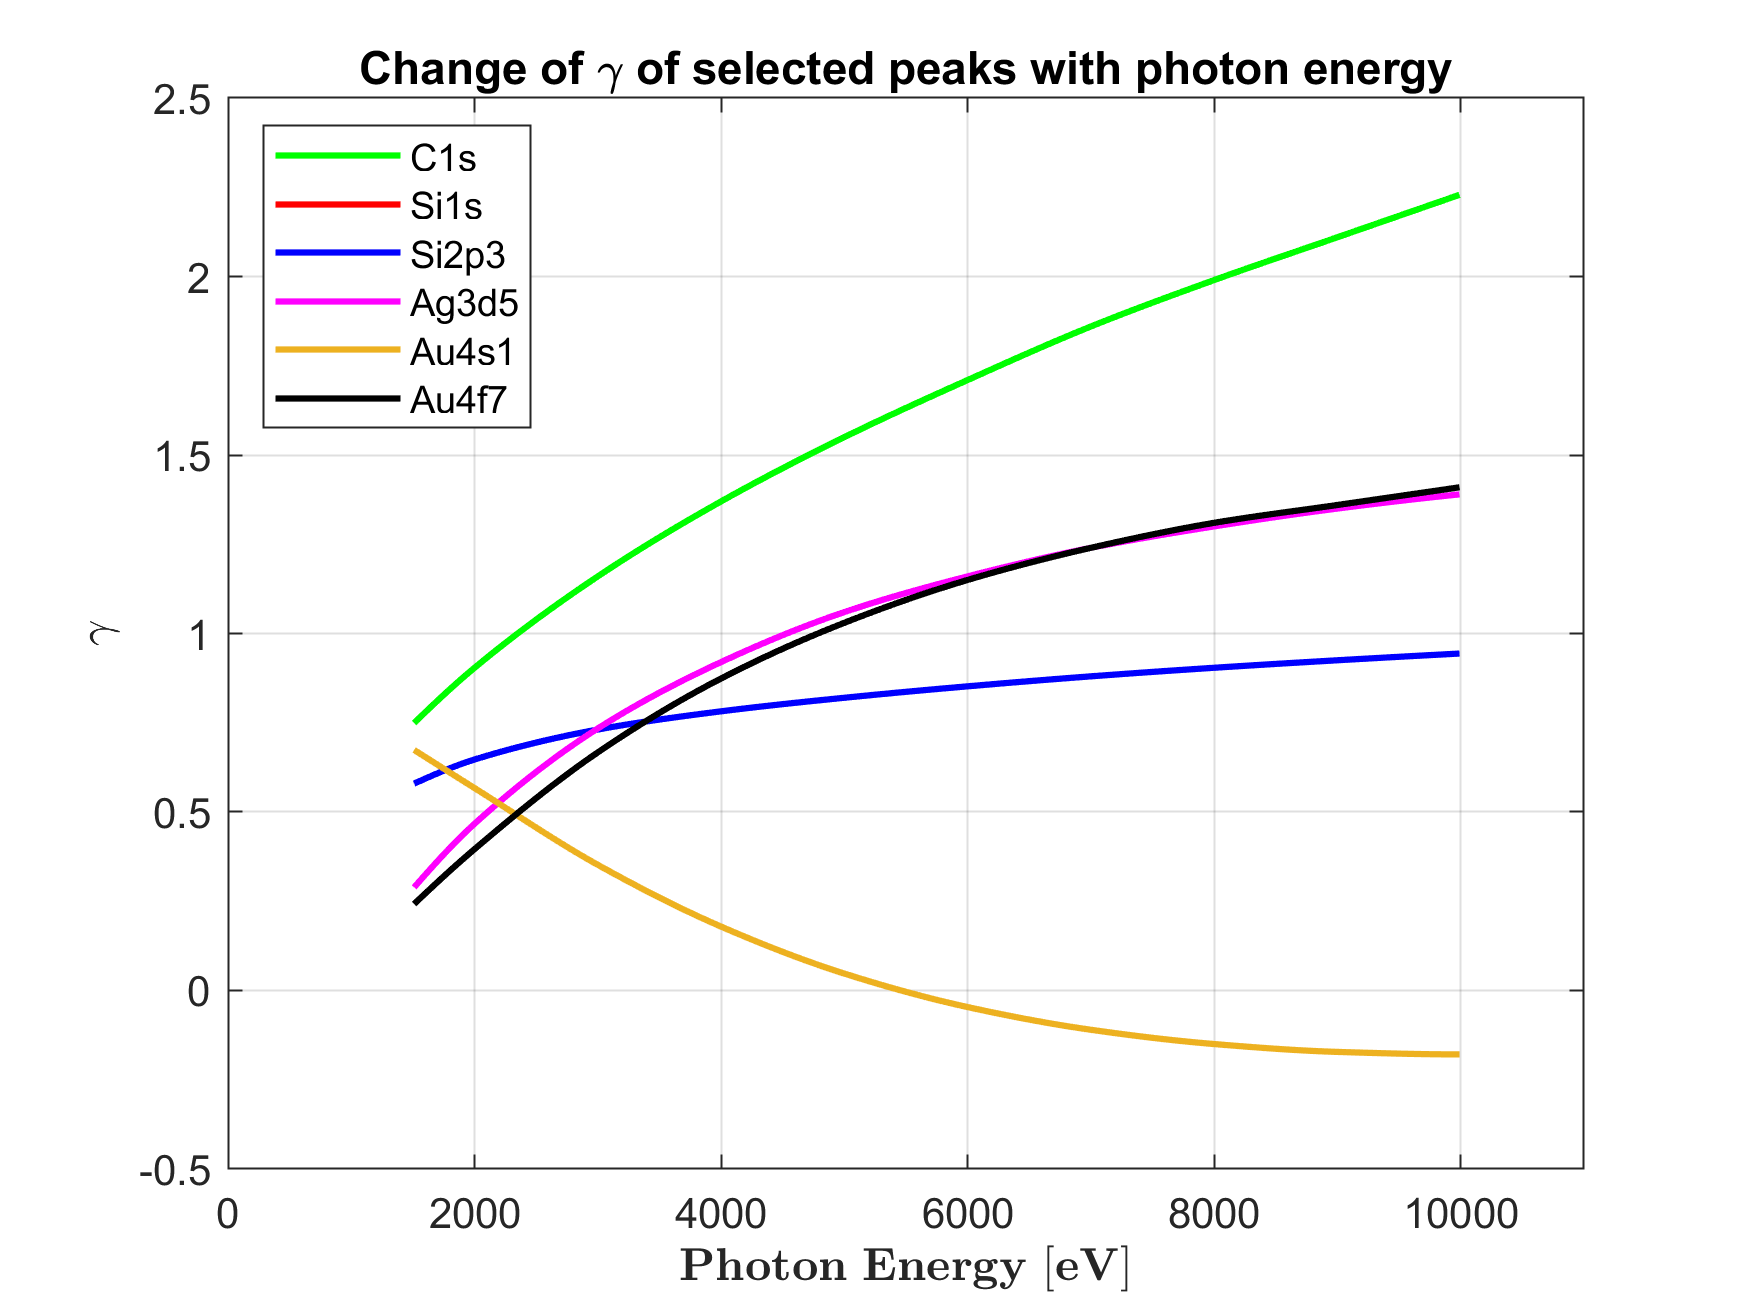 Change of γ of selected peaks with photon energy
2.5
2
1.5
1
0.5
0
-0.5
γ
C1s
Si1s
Si2p3
Ag3d5
Au4s1
Au4f7
0 2000 4000 6000 8000 10000
Photon Energy [eV]